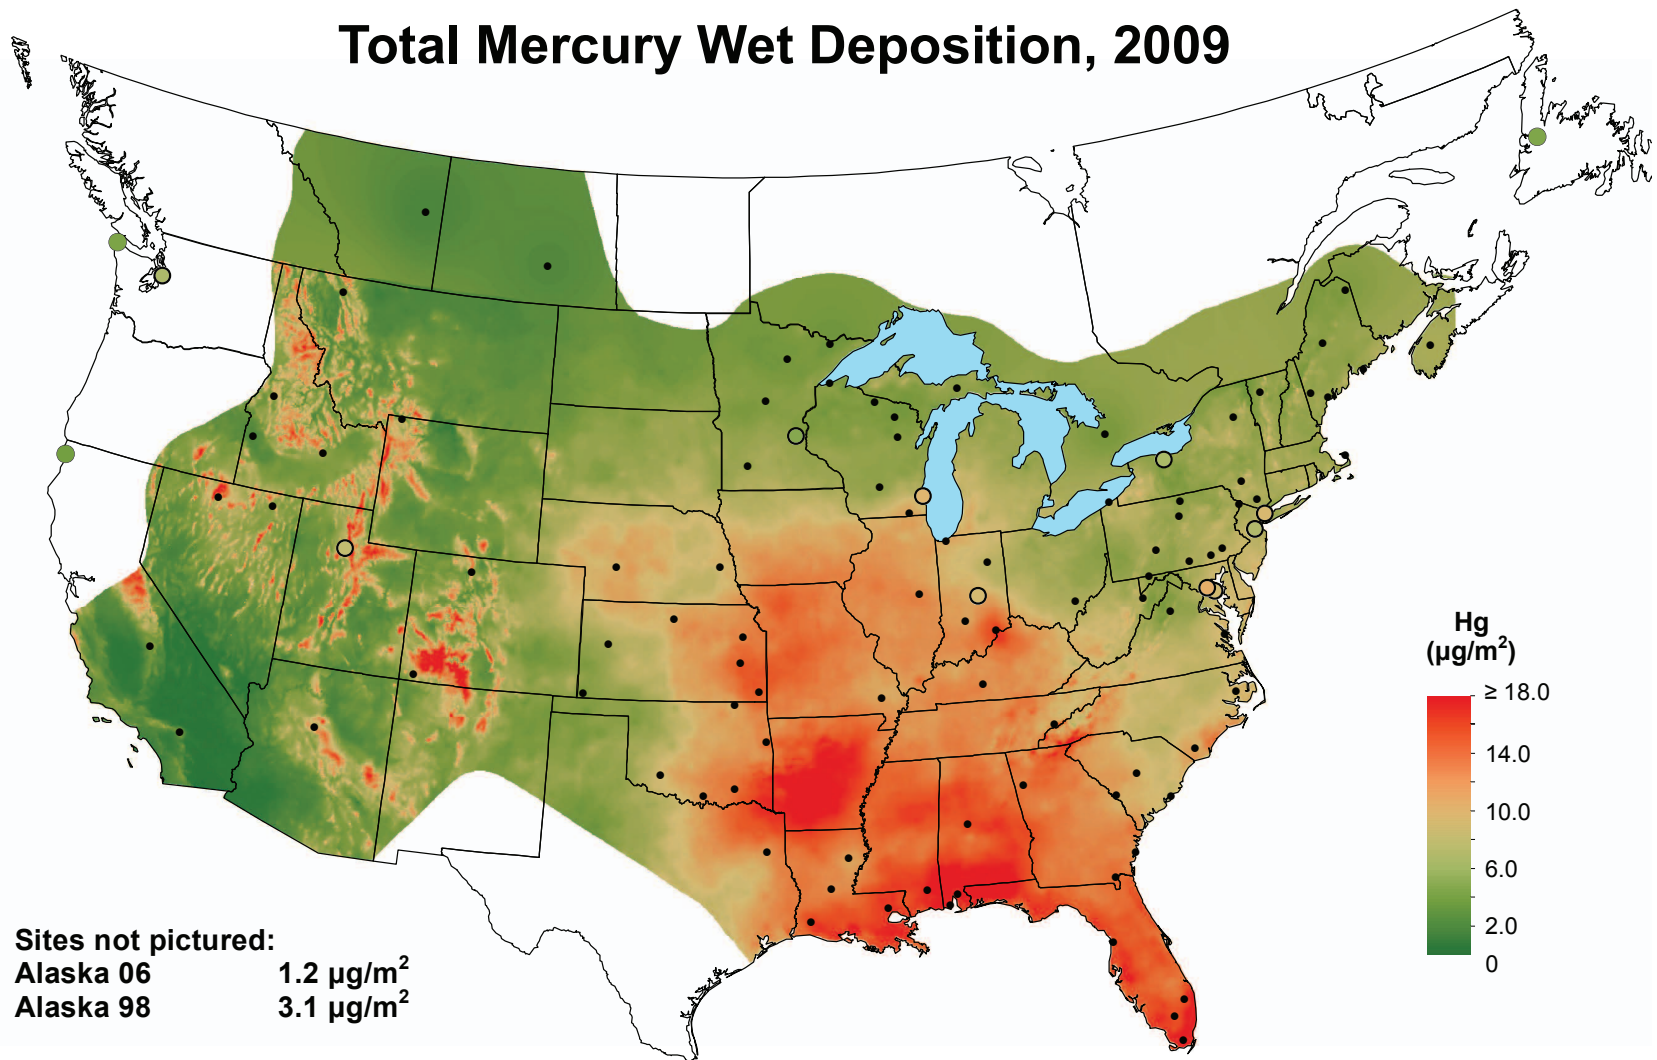 Total Mercury Wet Deposition, 2009
Hg
(µg/m²)
≥ 18.0
14.0
10.0
6.0
2.0
0
Sites not pictured:
Alaska 06 1.2 µg/m²
Alaska 98 3.1 µg/m²